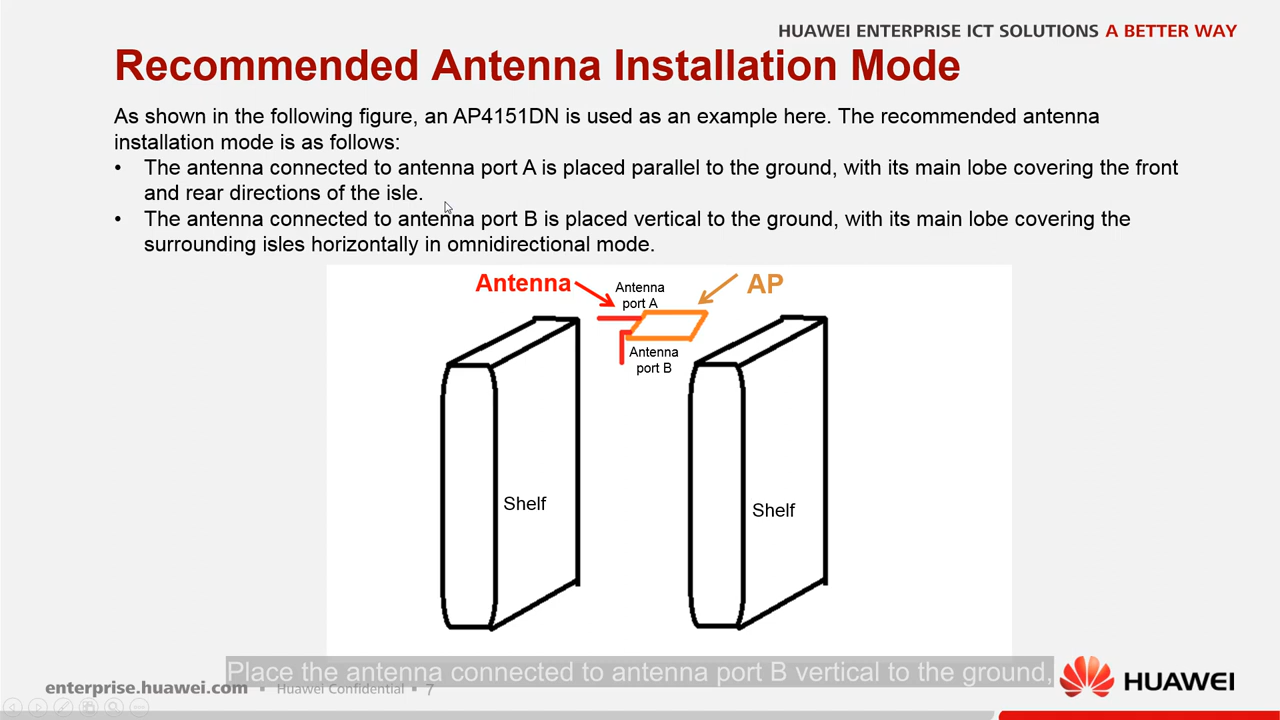 HUAWEI ENTERPRISE ICT SOLUTIONS A BETTER WAY
Recommended Antenna Installation Mode
As shown in the following figure, an AP4151DN is used as an example here. The recommended antenna
installation mode is as follows:
• The antenna connected to antenna port A is placed parallel to the ground, with its main lobe covering the front
and rear directions of the isle.
• The antenna connected to antenna port B is placed vertical to the ground, with its main lobe covering the
surrounding isles horizontally in omnidirectional mode.
Antenna
Antenna
port A
AP
Antenna
port B
Shelf
Shelf
Place the antenna connected to antenna port B vertical to the ground,
enterprise.huawei.com ▪ Huawei Confidential ▪ 7
HUAWEI